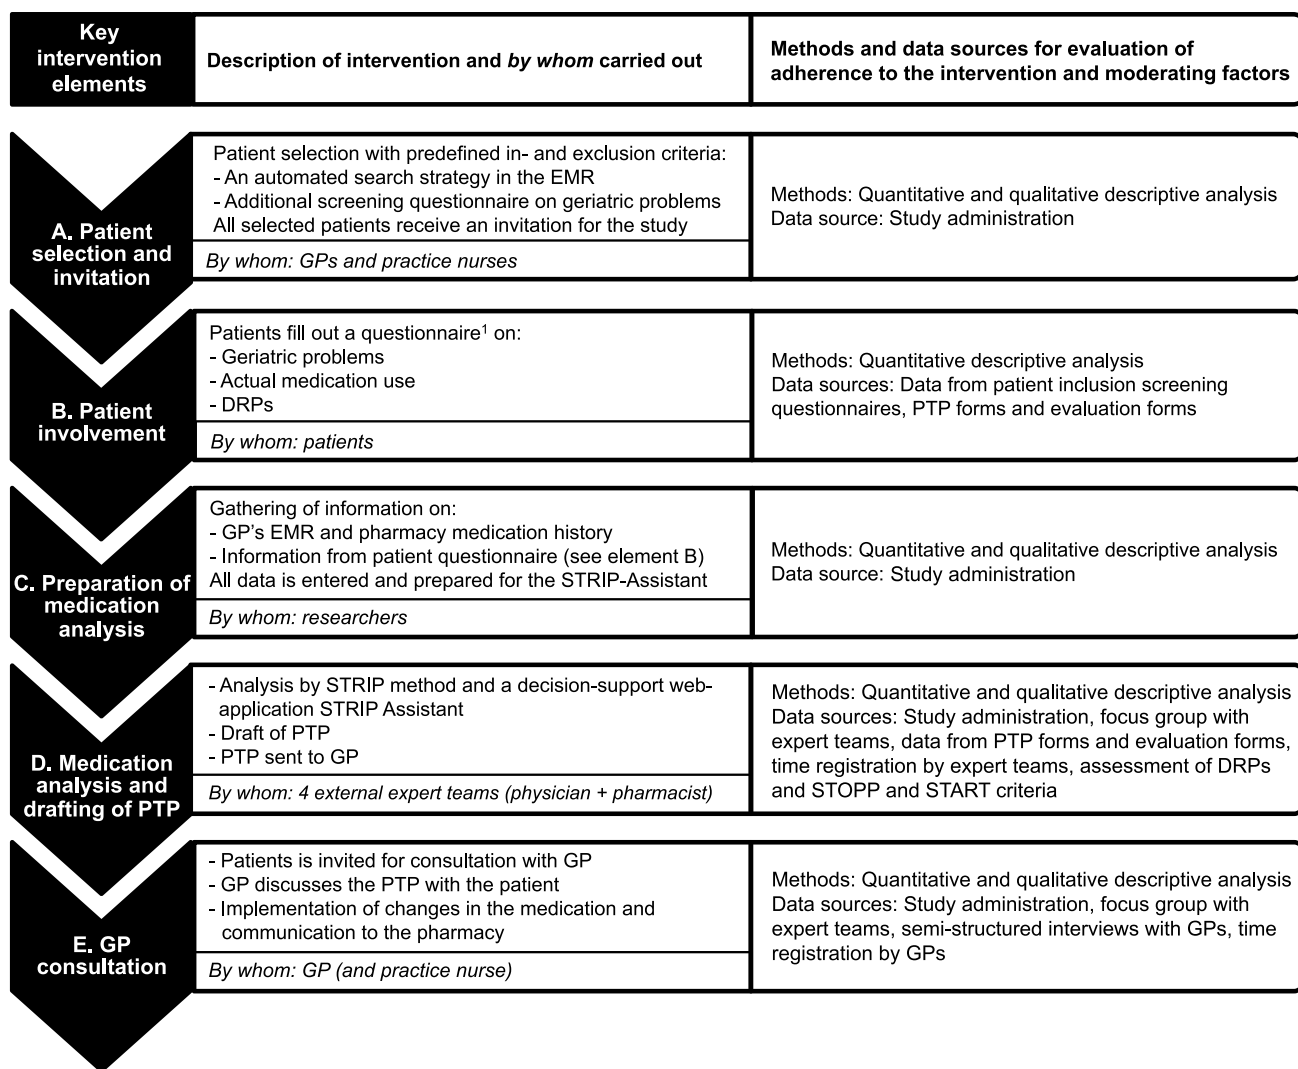 Key
intervention
elements
Description of intervention and by whom carried out
Methods and data sources for evaluation of
adherence to the intervention and moderating factors
A. Patient
selection and
invitation
Patient selection with predefined in- and exclusion criteria:
- An automated search strategy in the EMR
- Additional screening questionnaire on geriatric problems
All selected patients receive an invitation for the study
By whom: GPs and practice nurses
Methods: Quantitative and qualitative descriptive analysis
Data source: Study administration
B. Patient
involvement
Patients fill out a questionnaire¹ on:
- Geriatric problems
- Actual medication use
- DRPs
By whom: patients
Methods: Quantitative descriptive analysis
Data sources: Data from patient inclusion screening
questionnaires, PTP forms and evaluation forms
C. Preparation of
medication
analysis
Gathering of information on:
- GP's EMR and pharmacy medication history
- Information from patient questionnaire (see element B)
All data is entered and prepared for the STRIP-Assistant
By whom: researchers
Methods: Quantitative and qualitative descriptive analysis
Data source: Study administration
D. Medication
analysis and
drafting of PTP
- Analysis by STRIP method and a decision-support web-
application STRIP Assistant
- Draft of PTP
- PTP sent to GP
By whom: 4 external expert teams (physician + pharmacist)
Methods: Quantitative and qualitative descriptive analysis
Data sources: Study administration, focus group with
expert teams, data from PTP forms and evaluation forms,
time registration by expert teams, assessment of DRPs
and STOPP and START criteria
E. GP
consultation
- Patients is invited for consultation with GP
- GP discusses the PTP with the patient
- Implementation of changes in the medication and
communication to the pharmacy
By whom: GP (and practice nurse)
Methods: Quantitative and qualitative descriptive analysis
Data sources: Study administration, focus group with
expert teams, semi-structured interviews with GPs, time
registration by GPs